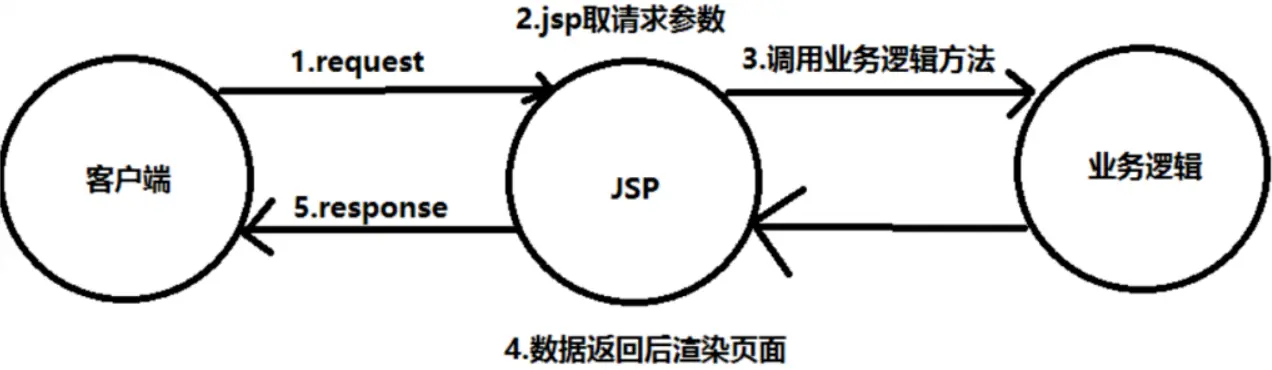 2.jsp取请求参数
1.request
3.调用业务逻辑方法
客户端
JSP
业务逻辑
5.response
4.数据返回后渲染页面